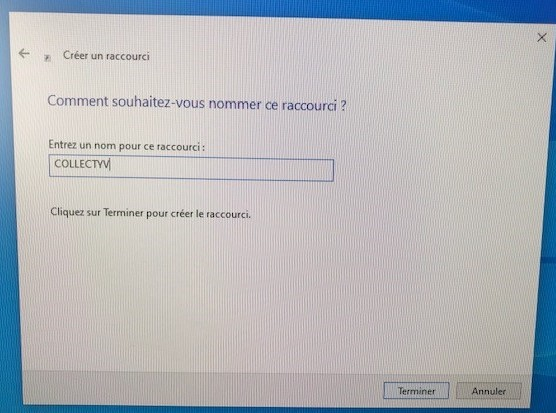 Créer un raccourci
Comment souhaitez-vous nommer ce raccourci ?
Entrez un nom pour ce raccourci :
COLLECTYV
Cliquez sur Terminer pour créer le raccourci.
Terminer
Annuler